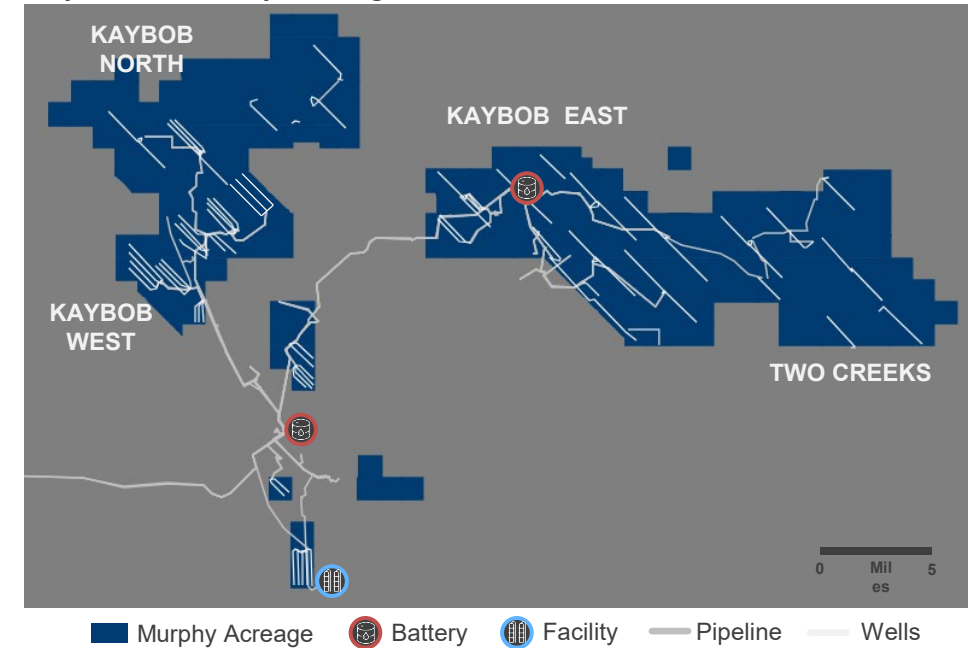 KAYBOB
NORTH
KAYBOB EAST
KAYBOB
WEST
TWO CREEKS
0 Mil 5
es
Murphy Acreage Battery Facility Pipeline Wells